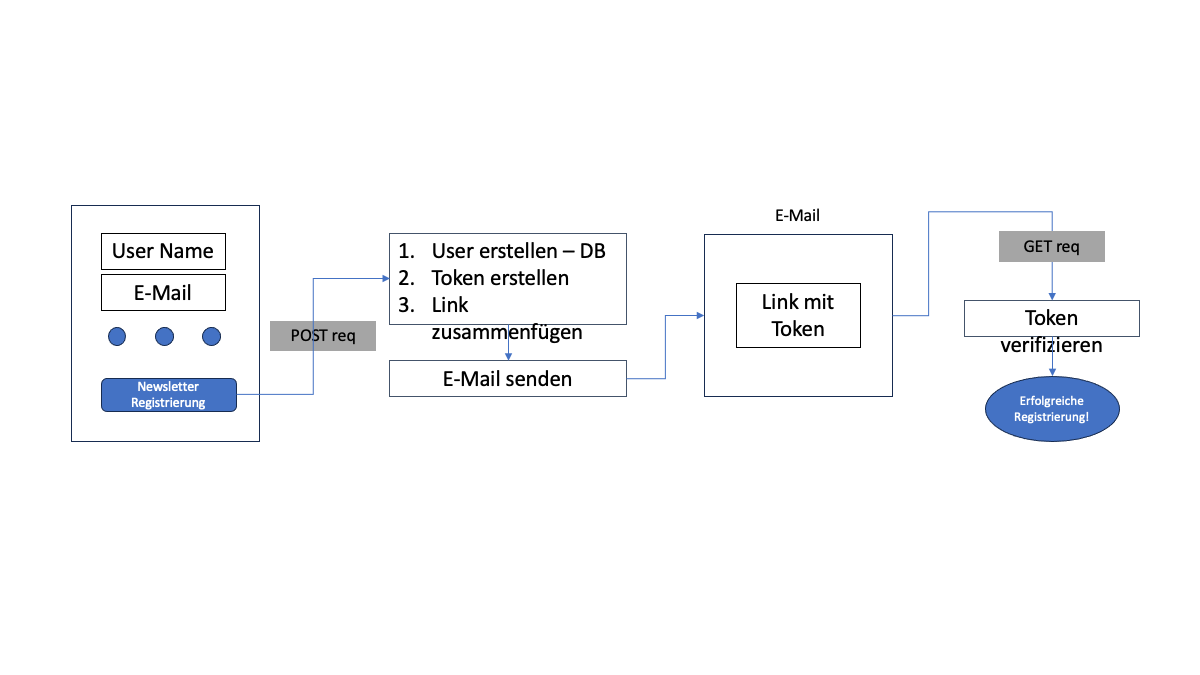 User Name
E-Mail
Newsletter
Registrierung
POST req
1. User erstellen – DB
2. Token erstellen
3. Link
zusammenfügen
E-Mail senden
E-Mail
Link mit
Token
GET req
Token
verifizieren
Erfolgreiche
Registrierung!